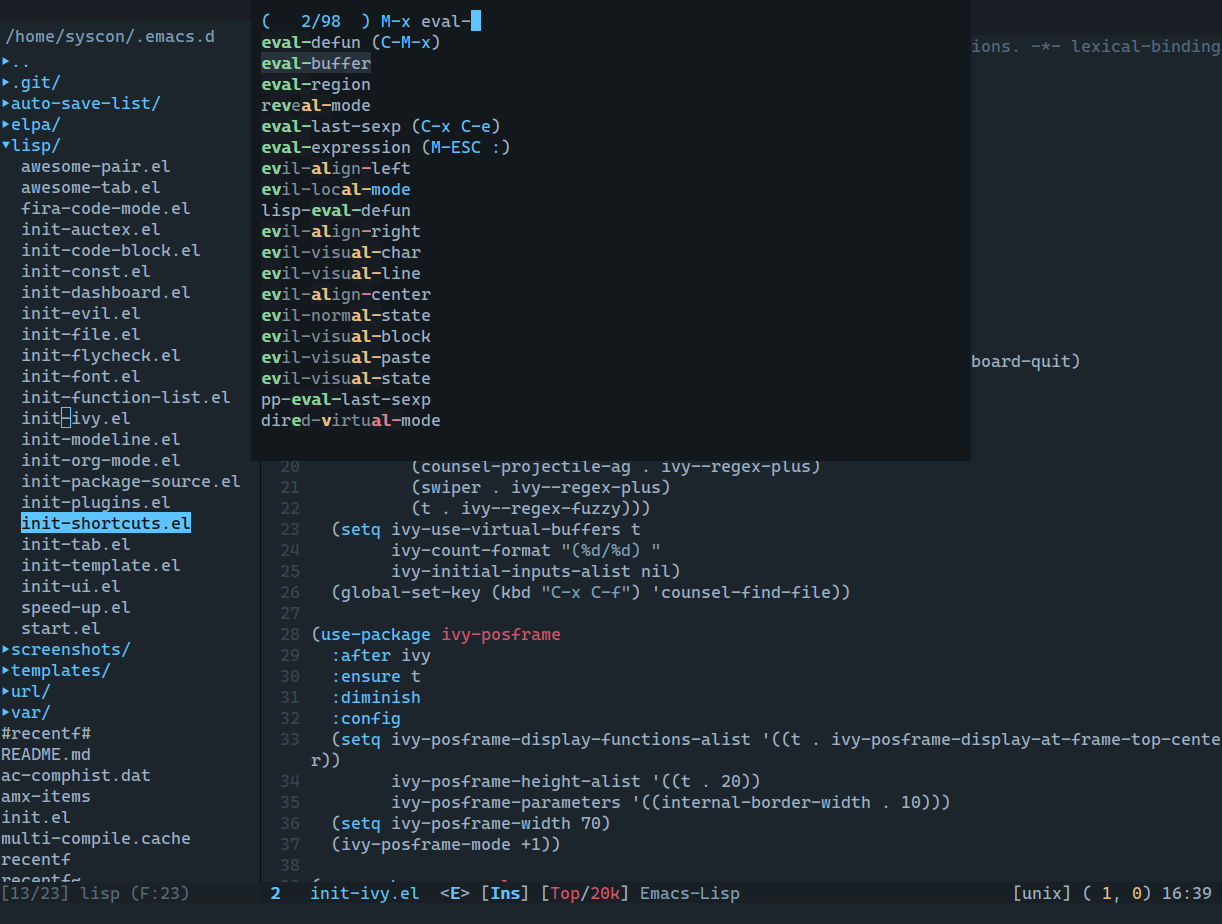 /home/syscon/.emacs.d
▸..
▸.git/
▸auto-save-list/
▸elpa/
▾lisp/
awesome-pair.el
awesome-tab.el
fira-code-mode.el
init-auctex.el
init-code-block.el
init-const.el
init-dashboard.el
init-evil.el
init-file.el
init-flycheck.el
init-font.el
init-function-list.el
init-ivy.el
init-modeline.el
init-org-mode.el
init-package-source.el
init-plugins.el
init-shortcuts.el
init-tab.el
init-template.el
init-ui.el
speed-up.el
start.el
▸screenshots/
▸templates/
▸url/
▸var/
#recentf#
README.md
ac-comphist.dat
amx-items
init.el
multi-compile.cache
recentf
[13/23] lisp (F:23)
(   2/98  ) M-x eval-
eval-defun (C-M-x)
eval-buffer
eval-region
reveal-mode
eval-last-sexp (C-x C-e)
eval-expression (M-ESC :)
evil-align-left
evil-local-mode
lisp-eval-defun
evil-align-right
evil-visual-char
evil-visual-line
evil-align-center
evil-normal-state
evil-visual-block
evil-visual-paste
evil-visual-state
pp-eval-last-sexp
dired-virtual-mode
ions. -*- lexical-binding
board-quit)
20 (counsel-projectile-ag . ivy--regex-plus)
21 (swiper . ivy--regex-plus)
22 (t . ivy--regex-fuzzy)))
23 (setq ivy-use-virtual-buffers t
24 ivy-count-format "(%d/%d) "
25 ivy-initial-inputs-alist nil)
26 (global-set-key (kbd "C-x C-f") 'counsel-find-file))
27
28 (use-package ivy-posframe
29 :after ivy
30 :ensure t
31 :diminish
32 :config
33 (setq ivy-posframe-display-functions-alist '((t . ivy-posframe-display-at-frame-top-cente
r))
34 ivy-posframe-height-alist '((t . 20))
35 ivy-posframe-parameters '((internal-border-width . 10)))
36 (setq ivy-posframe-width 70)
37 (ivy-posframe-mode +1))
38
2 init-ivy.el <E> [Ins] [Top/20k] Emacs-Lisp [unix] ( 1, 0) 16:39